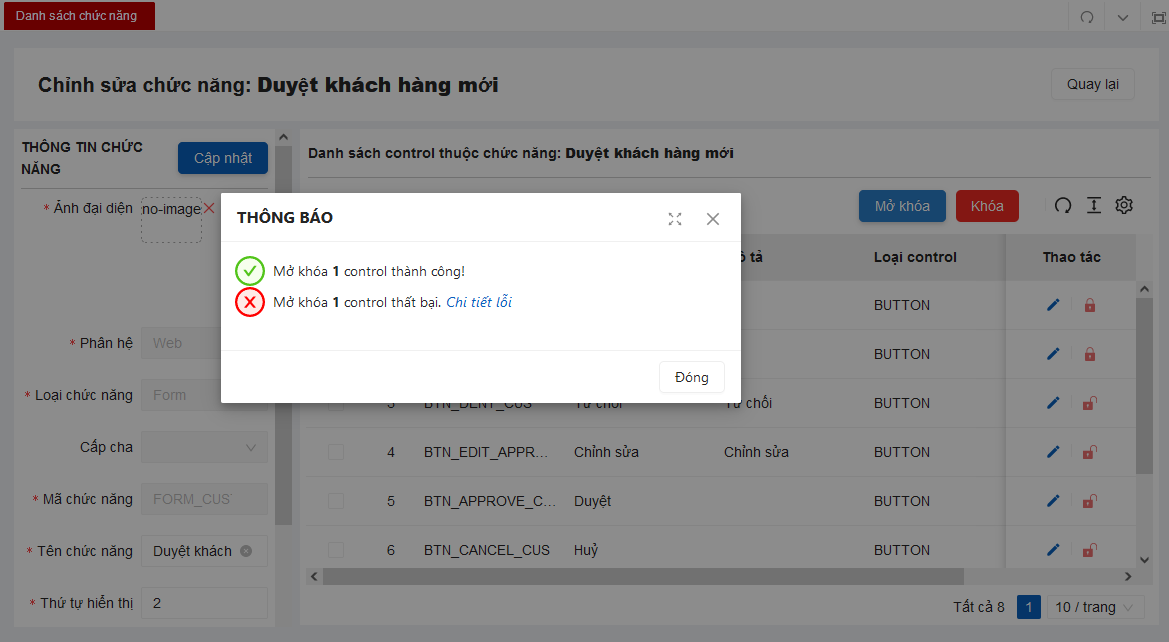 Danh sách chức năng
Chỉnh sửa chức năng: Duyệt khách hàng mới
Quay lại
THÔNG TIN CHỨC
NĂNG
Cập nhật
* Ảnh đại diện
no-image
* Phân hệ
Web
* Loại chức năng
Form
Cấp cha
* Mã chức năng
FORM_CUS
* Tên chức năng
Duyệt khách
* Thứ tự hiển thị
2
Danh sách control thuộc chức năng: Duyệt khách hàng mới
Mở khóa
Khóa
THÔNG BÁO
Mở khóa 1 control thành công!
Mở khóa 1 control thất bại. Chi tiết lỗi
Đóng
tả Loại control Thao tác
BUTTON
BUTTON
3 BTN_DENY_CUS Từ chối Từ chối BUTTON
4 BTN_EDIT_APPR... Chỉnh sửa Chỉnh sửa BUTTON
5 BTN_APPROVE_C... Duyệt BUTTON
6 BTN_CANCEL_CUS Huỷ BUTTON
Tất cả 8
1
10 / trang